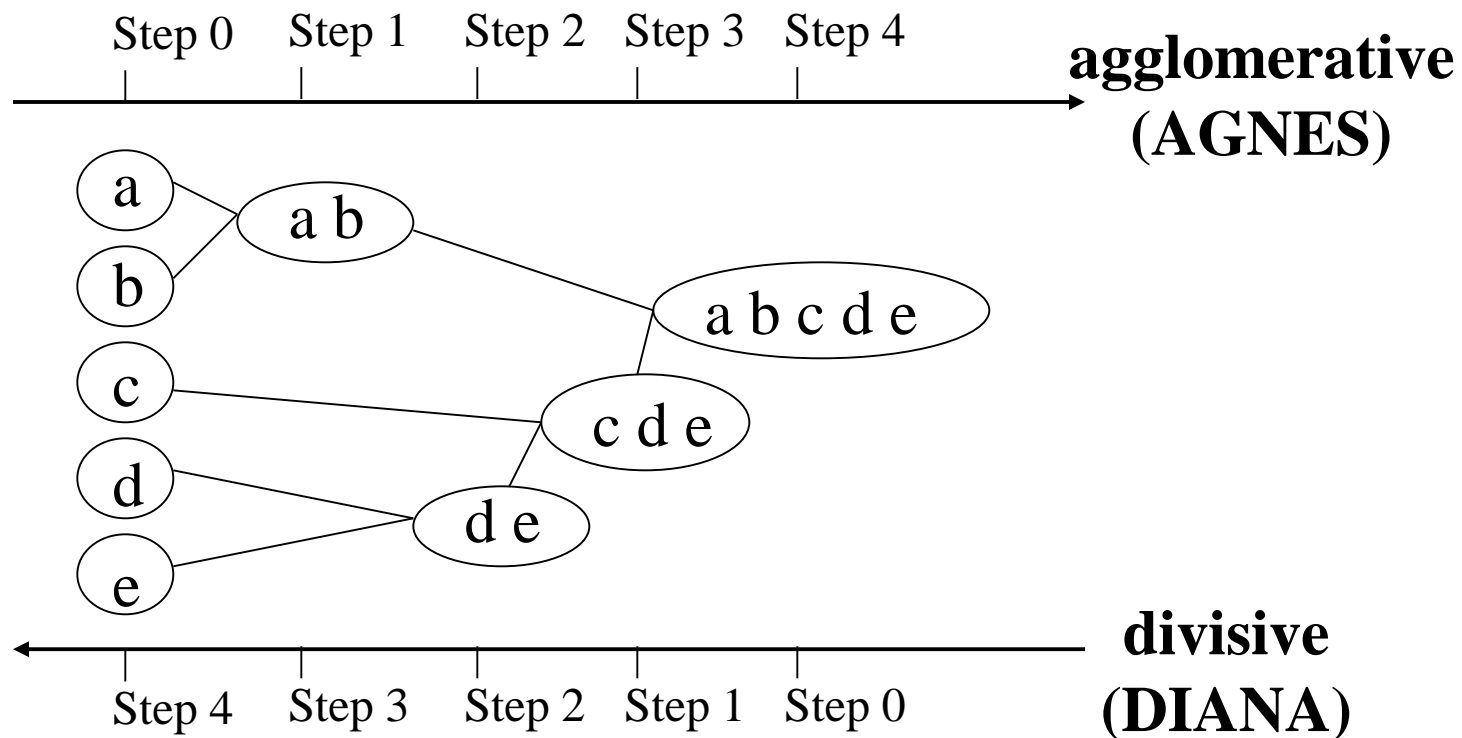 Step 0 Step 1 Step 2 Step 3 Step 4
agglomerative
(AGNES)
a
a b
b
a b c d e
c
c d e
d
d e
e
divisive
(DIANA)
Step 4 Step 3 Step 2 Step 1 Step 0